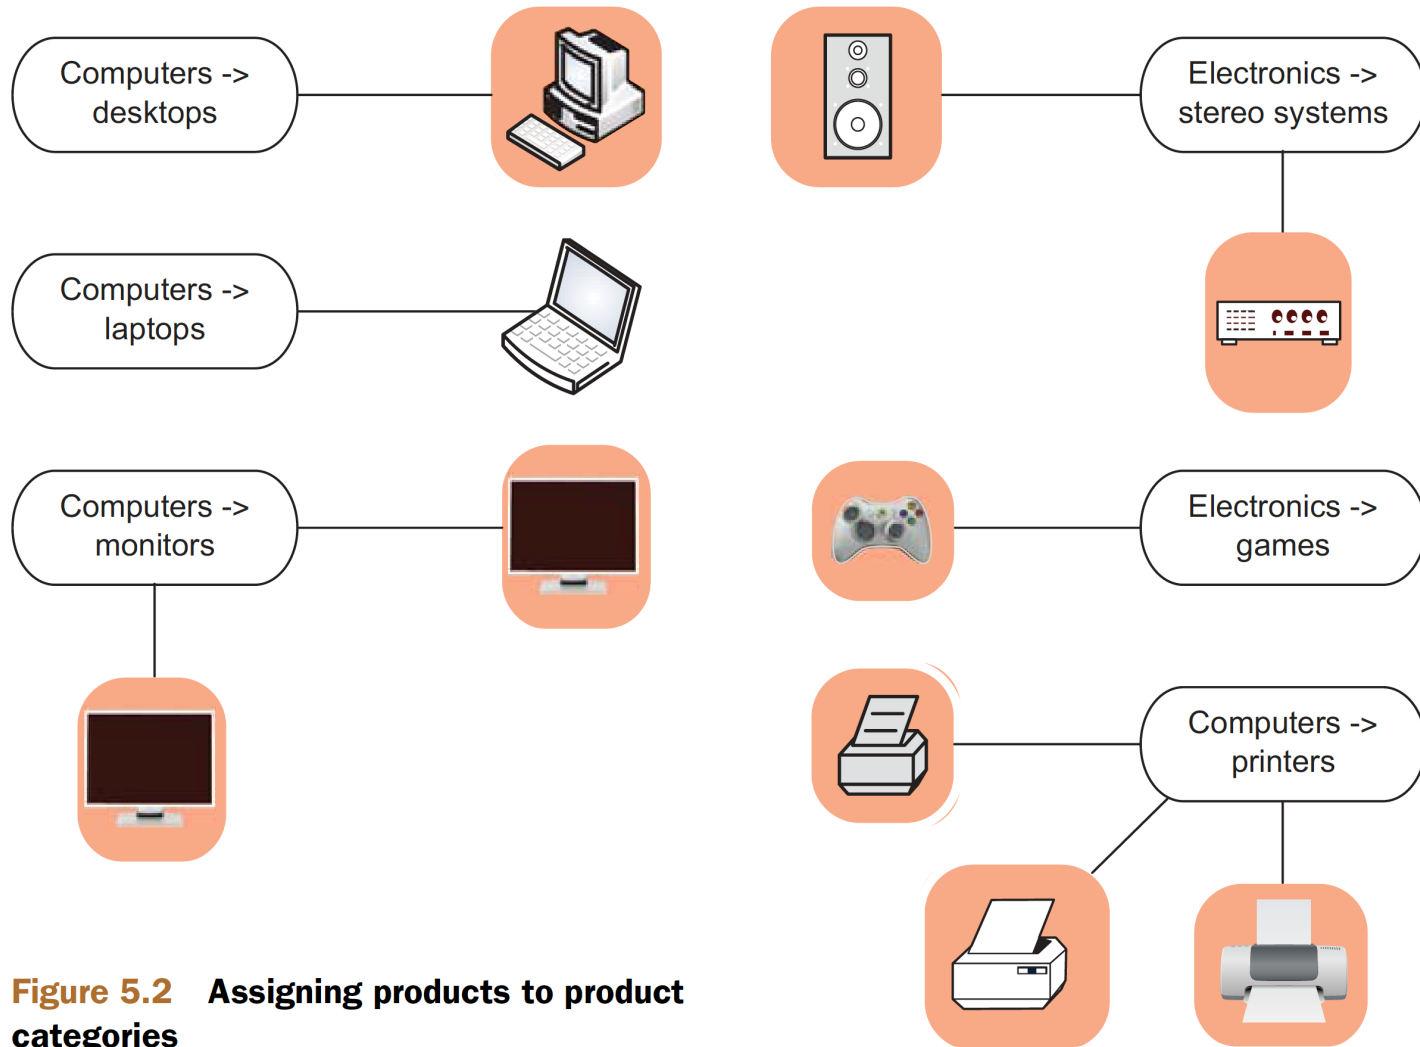 Computers ->
desktops
Electronics ->
stereo systems
Computers ->
laptops
Computers ->
monitors
Electronics ->
games
Computers ->
printers
Figure 5.2 Assigning products to product
categories